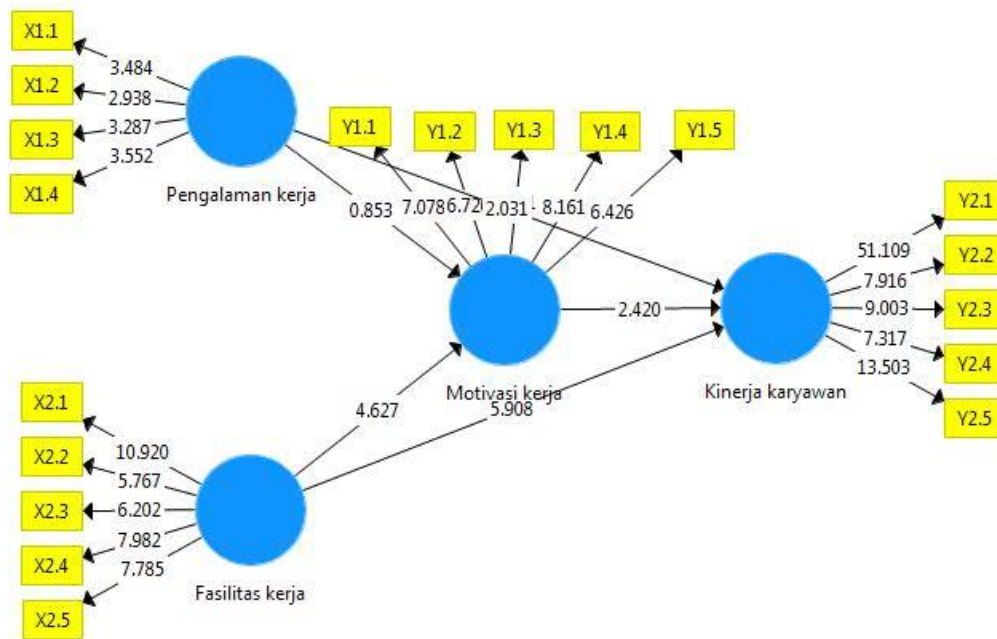 X1.1
X1.2
X1.3
X1.4
3.484
2.938
3.287
3.552
Pengalaman kerja
Y1.1
Y1.2
Y1.3
Y1.4
Y1.5
0.853
7.078
2.031
8.161
6.426
Motivasi kerja
2.420
4.627
5.908
Kinerja karyawan
51.109
7.916
9.003
7.317
13.503
Y2.1
Y2.2
Y2.3
Y2.4
Y2.5
X2.1
X2.2
X2.3
X2.4
X2.5
10.920
5.767
6.202
7.982
7.785
Fasilitas kerja